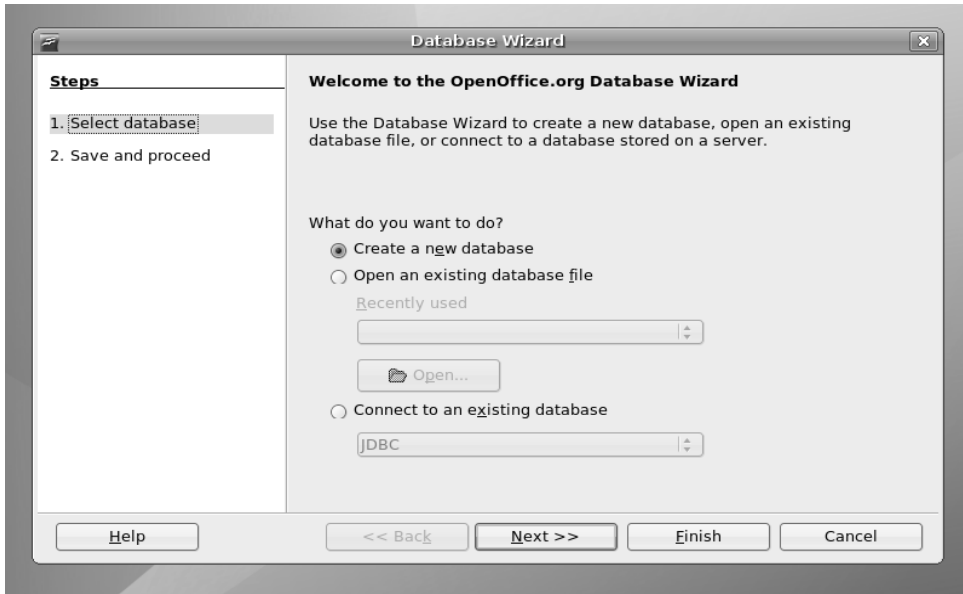 Database Wizard
Steps
1. Select database
2. Save and proceed
Welcome to the OpenOffice.org Database Wizard
Use the Database Wizard to create a new database, open an existing
database file, or connect to a database stored on a server.
What do you want to do?
Create a new database
Open an existing database file
Recently used
Open...
Connect to an existing database
JDBC
Help
<< Back
Next >>
Finish
Cancel